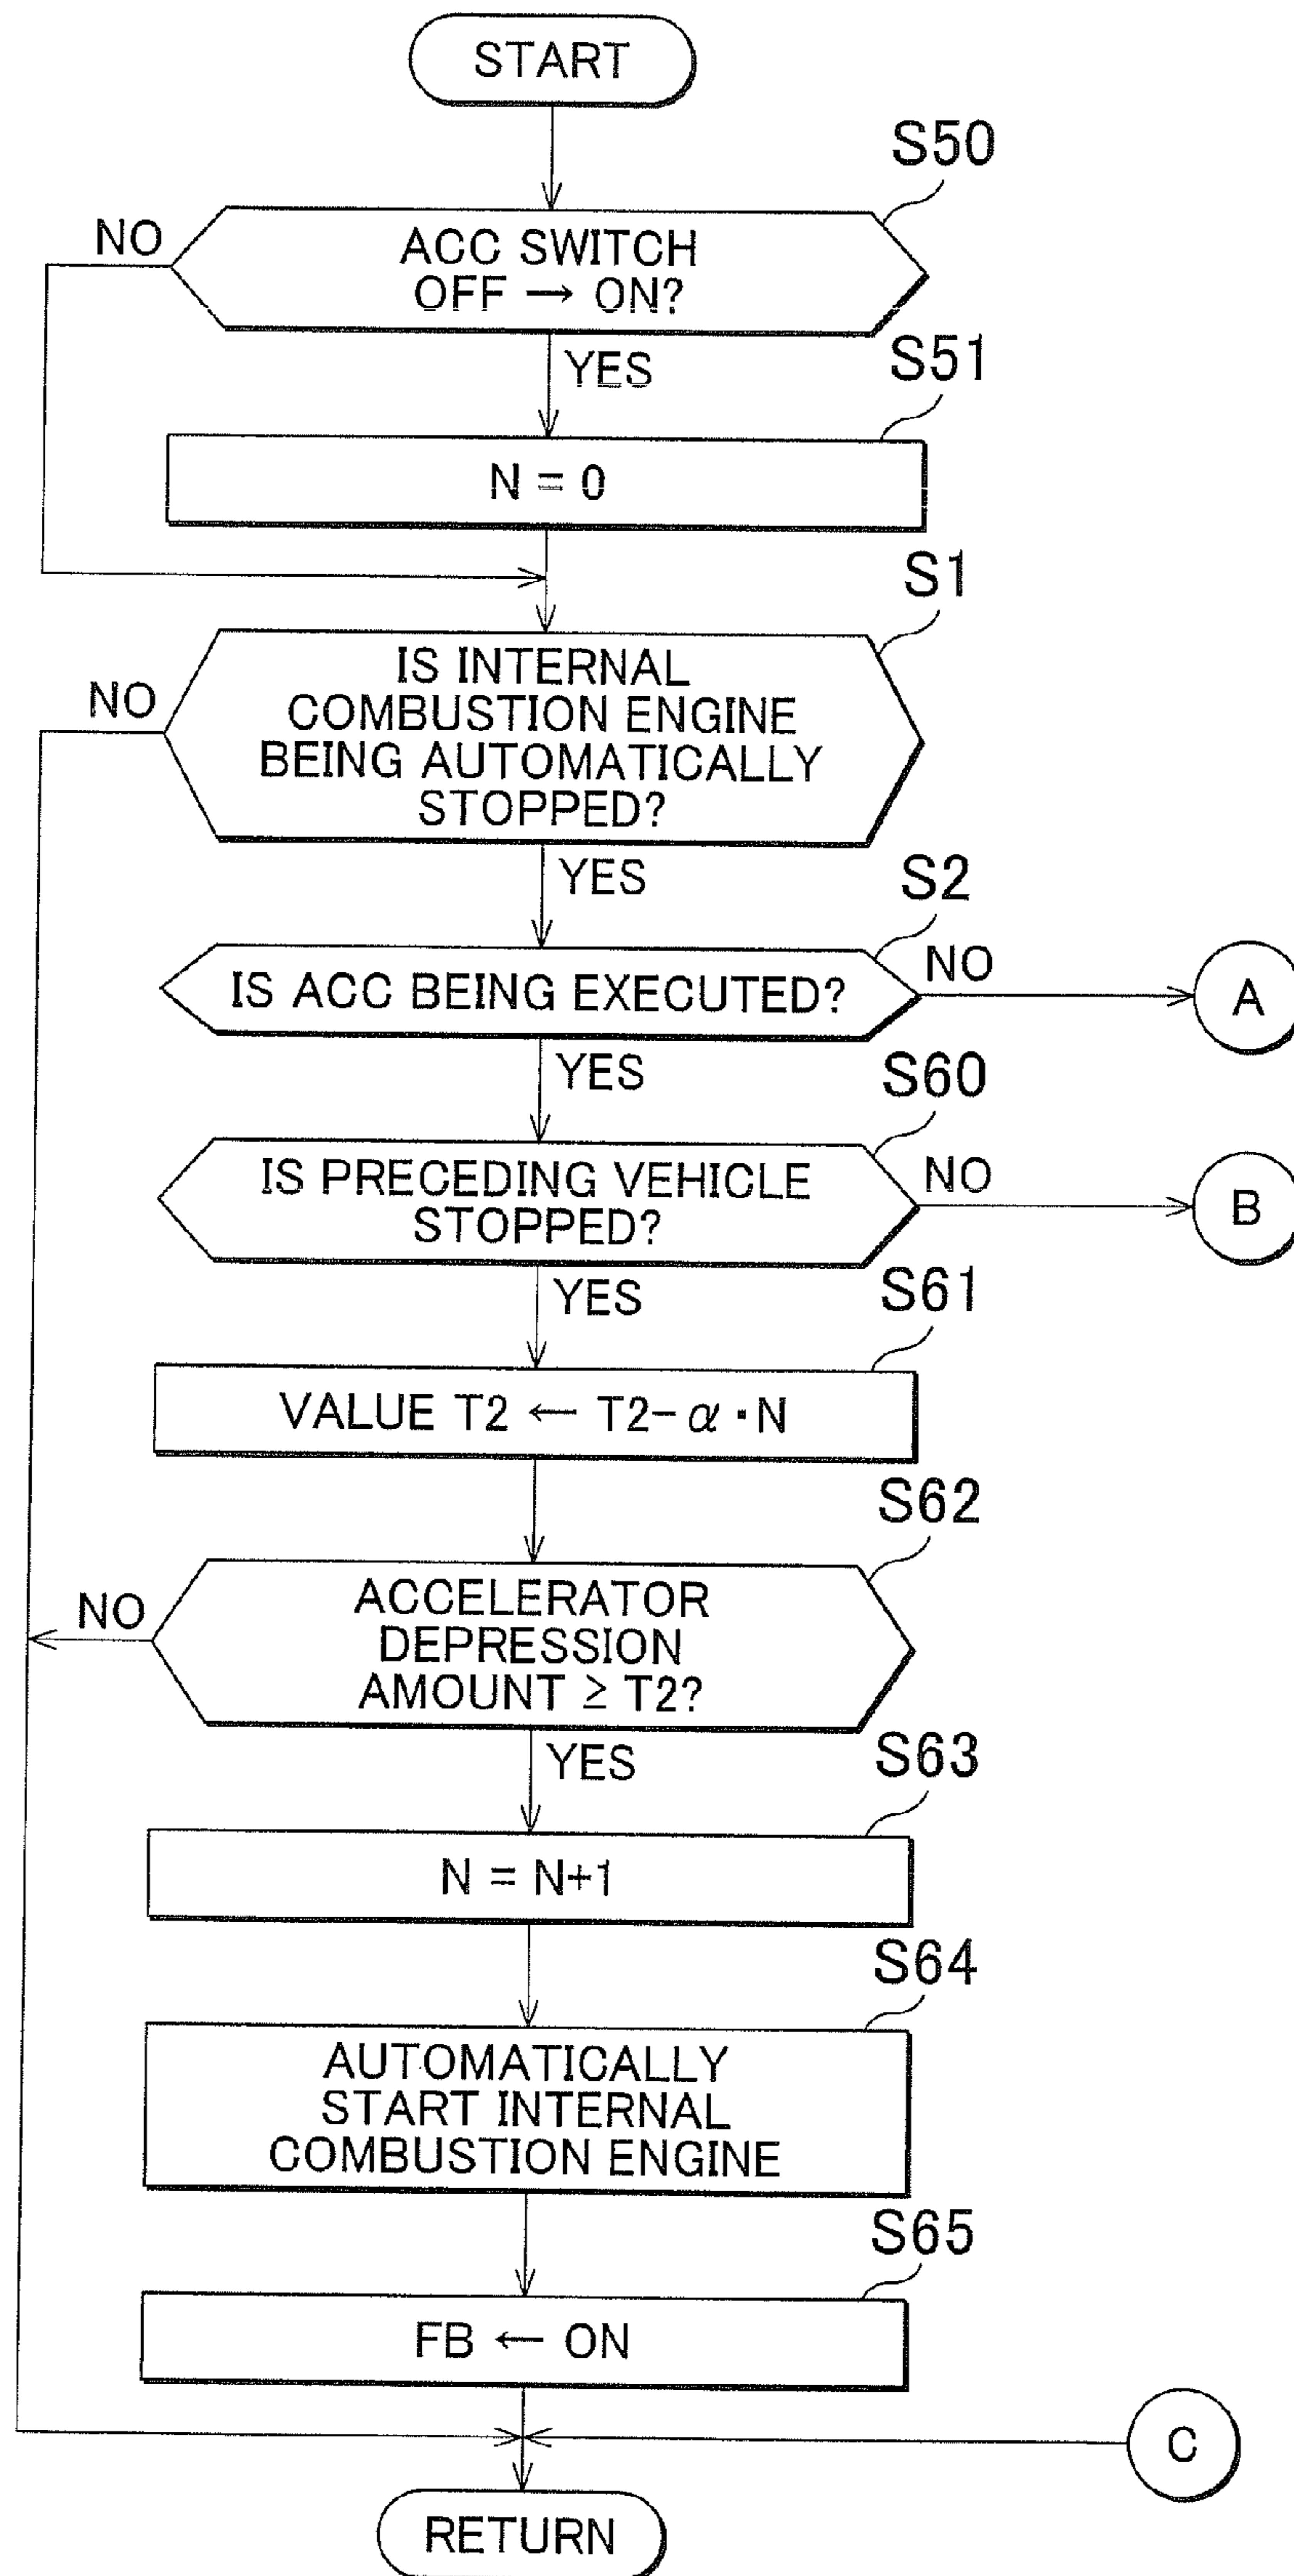 START
S50
NO
ACC SWITCH
OFF → ON?
YES
S51
N = 0
S1
NO
IS INTERNAL
COMBUSTION ENGINE
BEING AUTOMATICALLY
STOPPED?
YES
S2
IS ACC BEING EXECUTED?
NO
A
YES
S60
IS PRECEDING VEHICLE
STOPPED?
NO
B
YES
S61
VALUE T2 ← T2-α・N
S62
NO
ACCELERATOR
DEPRESSION
AMOUNT ≥ T2?
YES
S63
N = N+1
S64
AUTOMATICALLY
START INTERNAL
COMBUSTION ENGINE
S65
FB ← ON
C
RETURN